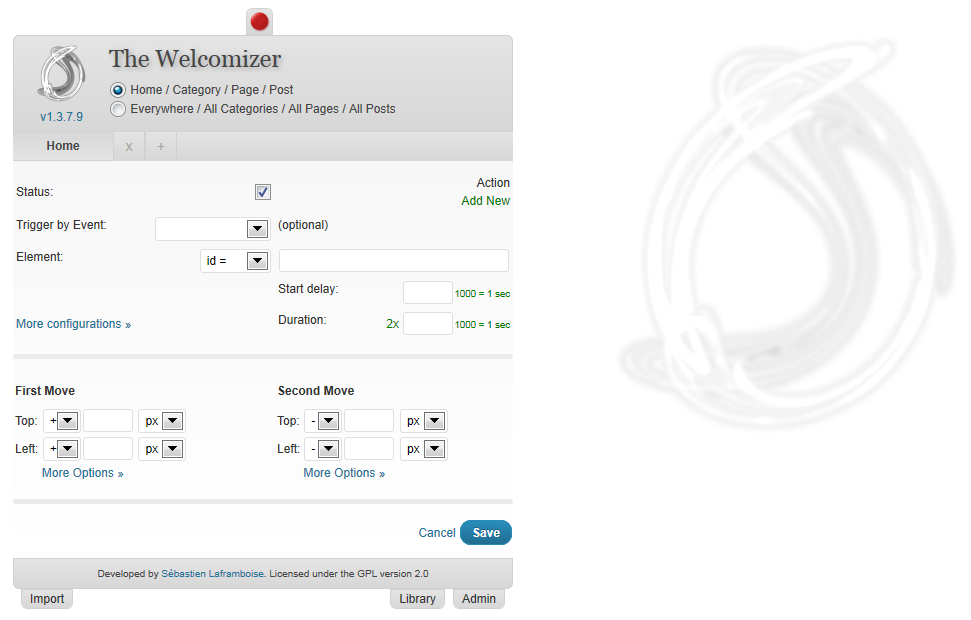 The Welcomizer
Home / Category / Page / Post
Everywhere / All Categories / All Pages / All Posts
v1.3.7.9
Home x +
Action
Status:
Add New
Trigger by Event: (optional)
Element: id =
Start delay: 1000 = 1 sec
More configurations » Duration: 2x 1000 = 1 sec
First Move Second Move
Top: + px Top: - px
Left: + px Left: - px
More Options » More Options »
Cancel Save
Developed by Sébastien Laframboise. Licensed under the GPL version 2.0
Import Library Admin